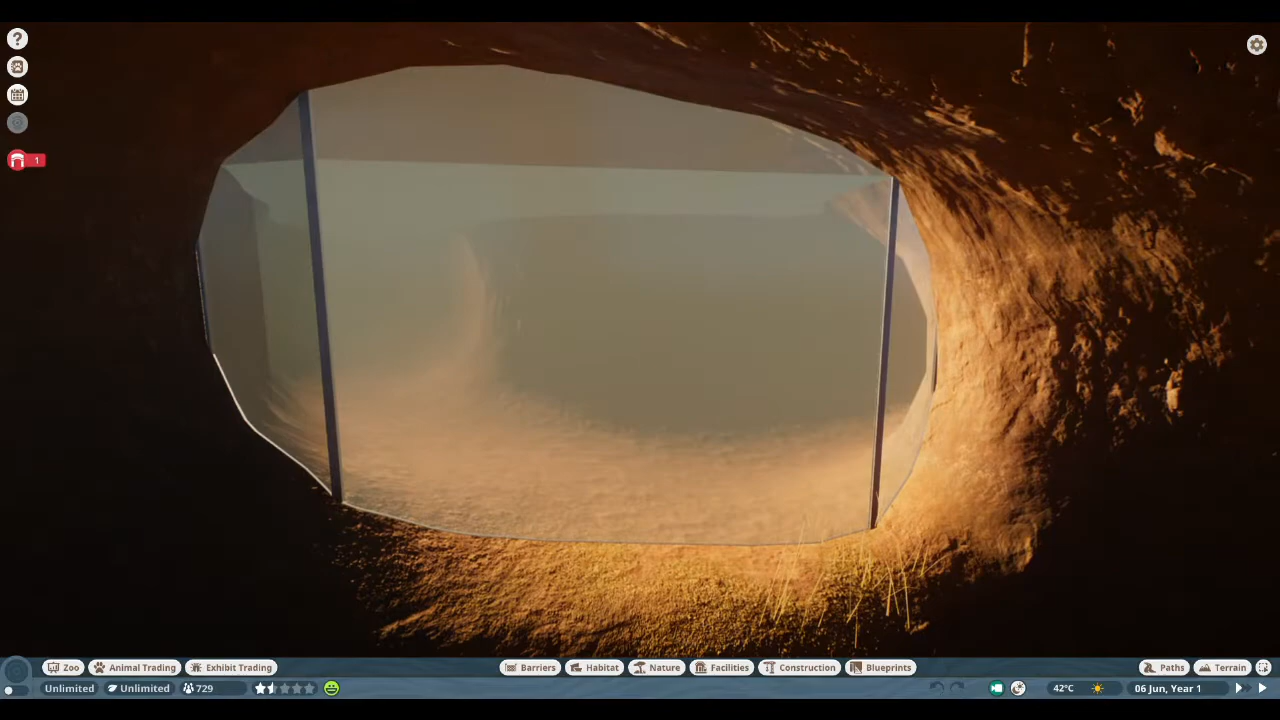 ?
1
Zoo
Animal Trading
Exhibit Trading
Barriers
Habitat
Nature
Facilities
Construction
Blueprints
Paths
Terrain
Unlimited
Unlimited
729
42°C
06 Jun, Year 1